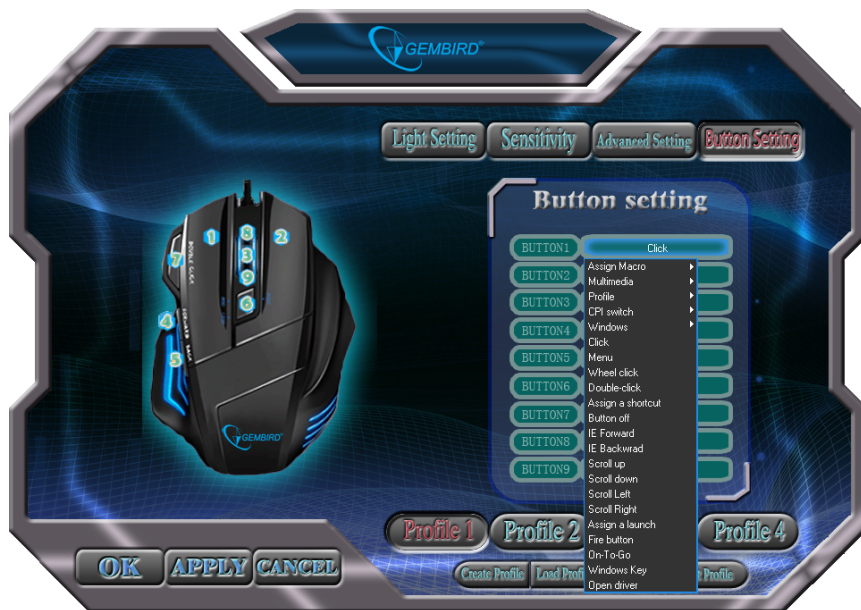 GEMBIRD®
Light Setting Sensitivity Advanced Setting Button Setting
Button setting
BUTTON1 Click
BUTTON2
BUTTON3
BUTTON4
BUTTON5
BUTTON6
BUTTON7
BUTTON8
BUTTON9
Assign Macro
Multimedia
Profile
CPI switch
Windows
Click
Menu
Wheel click
Double-click
Assign a shortcut
Button off
IE Forward
IE Backwrad
Scroll up
Scroll down
Scroll Left
Scroll Right
Assign a launch
Fire button
On-To-Go
Windows Key
Open driver
1 8 2
3
7 9
6
4
5
GEMBIRD
Profile 1 Profile 2 Profile 4
OK APPLY CANCEL
Create Profile Load Profile